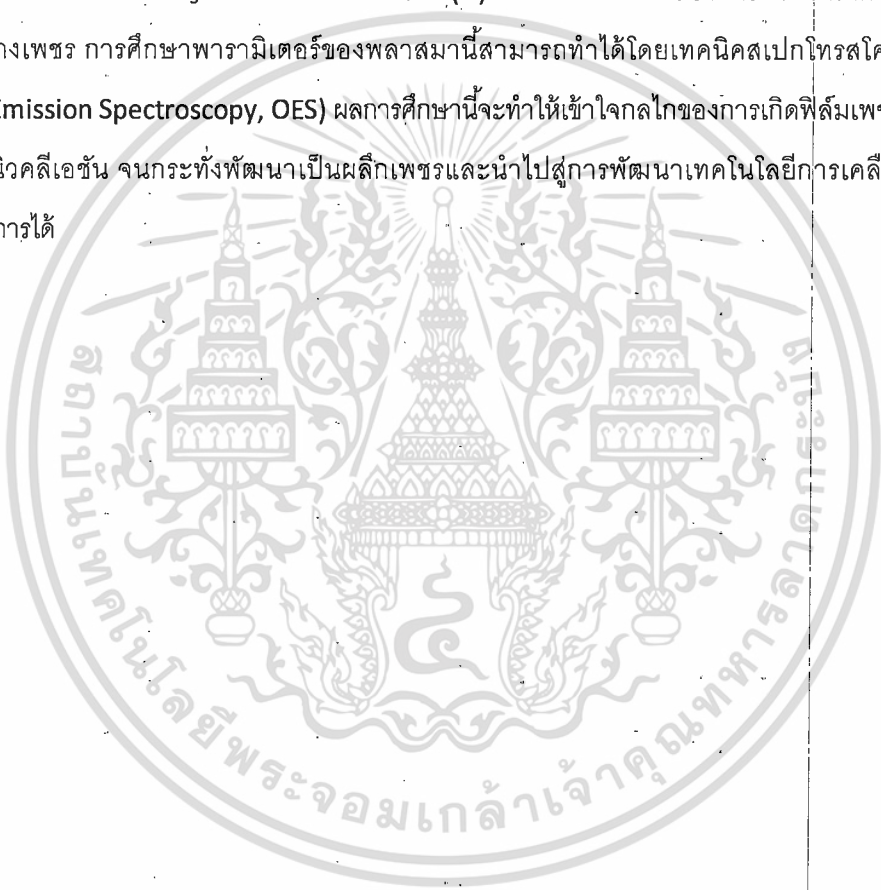 างเพชร การศึกษาพารามิเตอร์ของพลาสมานี้สามารถทำได้โดยเทคนิคสเปกโทรสโค
Emission Spectroscopy, OES) ผลการศึกษานี้จะทำให้เข้าใจกลไกของการเกิดฟิล์มเพช
นิวคลีเอชัน จนกระทั่งพัฒนาเป็นผลึกเพชรและนำไปสู่การพัฒนาเทคโนโลยีการเคลื
การได้
สถาบันเทคโนโลยีพระจอมเกล้าเจ้าคุณทหารลาดกระบัง